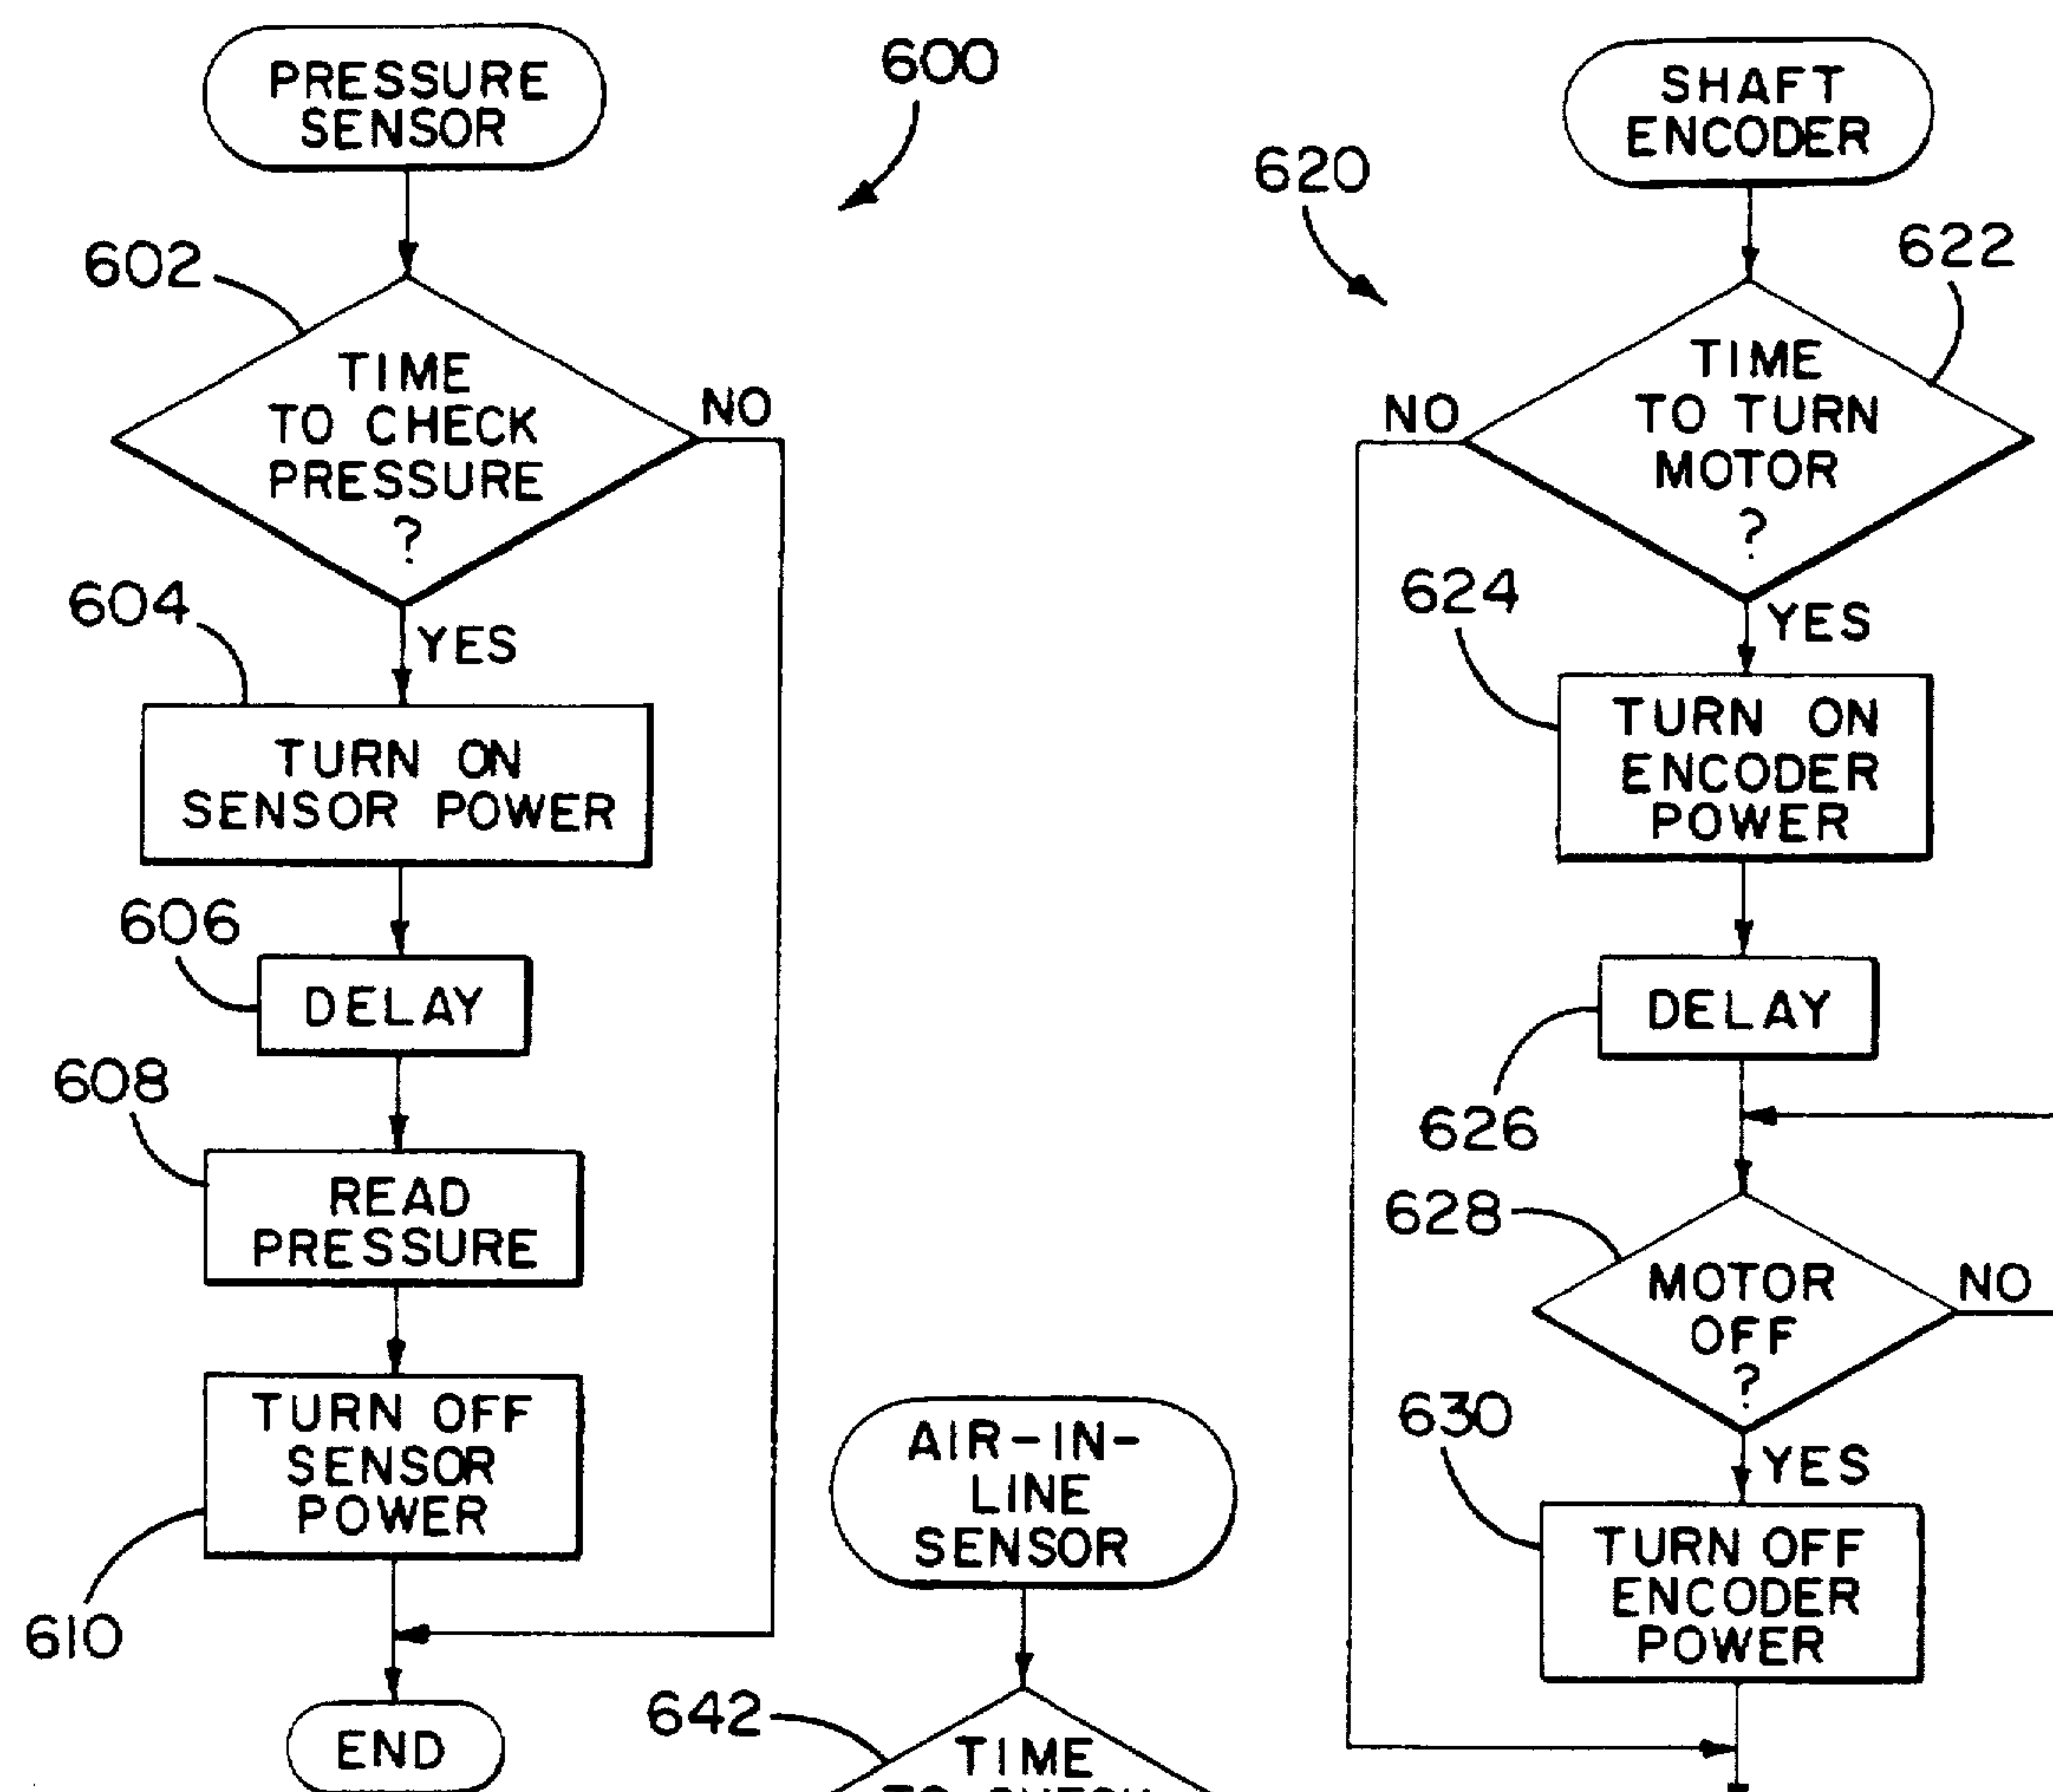 PRESSURE
SENSOR
600
602
TIME
TO CHECK
PRESSURE
?
NO
604
YES
TURN ON
SENSOR POWER
606
DELAY
608
READ
PRESSURE
TURN OFF
SENSOR
POWER
610
END
SHAFT
ENCODER
620
622
TIME
TO TURN
MOTOR
?
NO
624
YES
TURN ON
ENCODER
POWER
DELAY
626
628
MOTOR
OFF
?
NO
630
YES
TURN OFF
ENCODER
POWER
AIR-IN-
LINE
SENSOR
642
TIME
TO CHECK